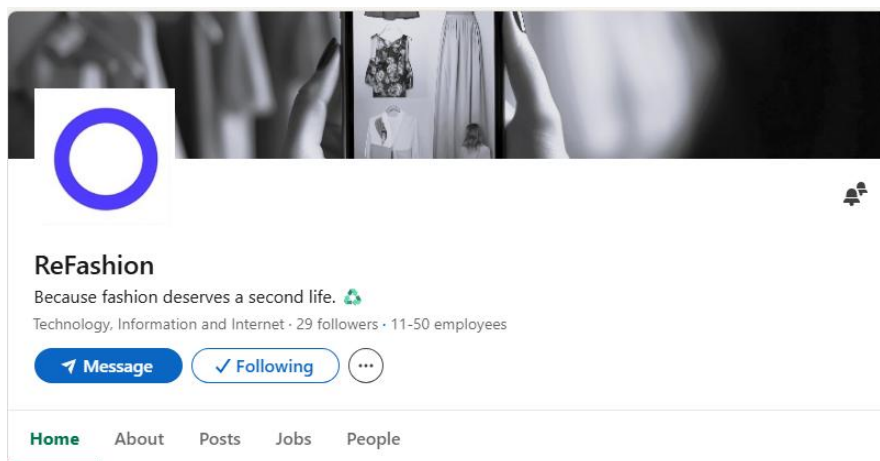 ReFashion
Because fashion deserves a second life. ♻
Technology, Information and Internet · 29 followers · 11-50 employees
Message
✓ Following
···
Home About Posts Jobs People